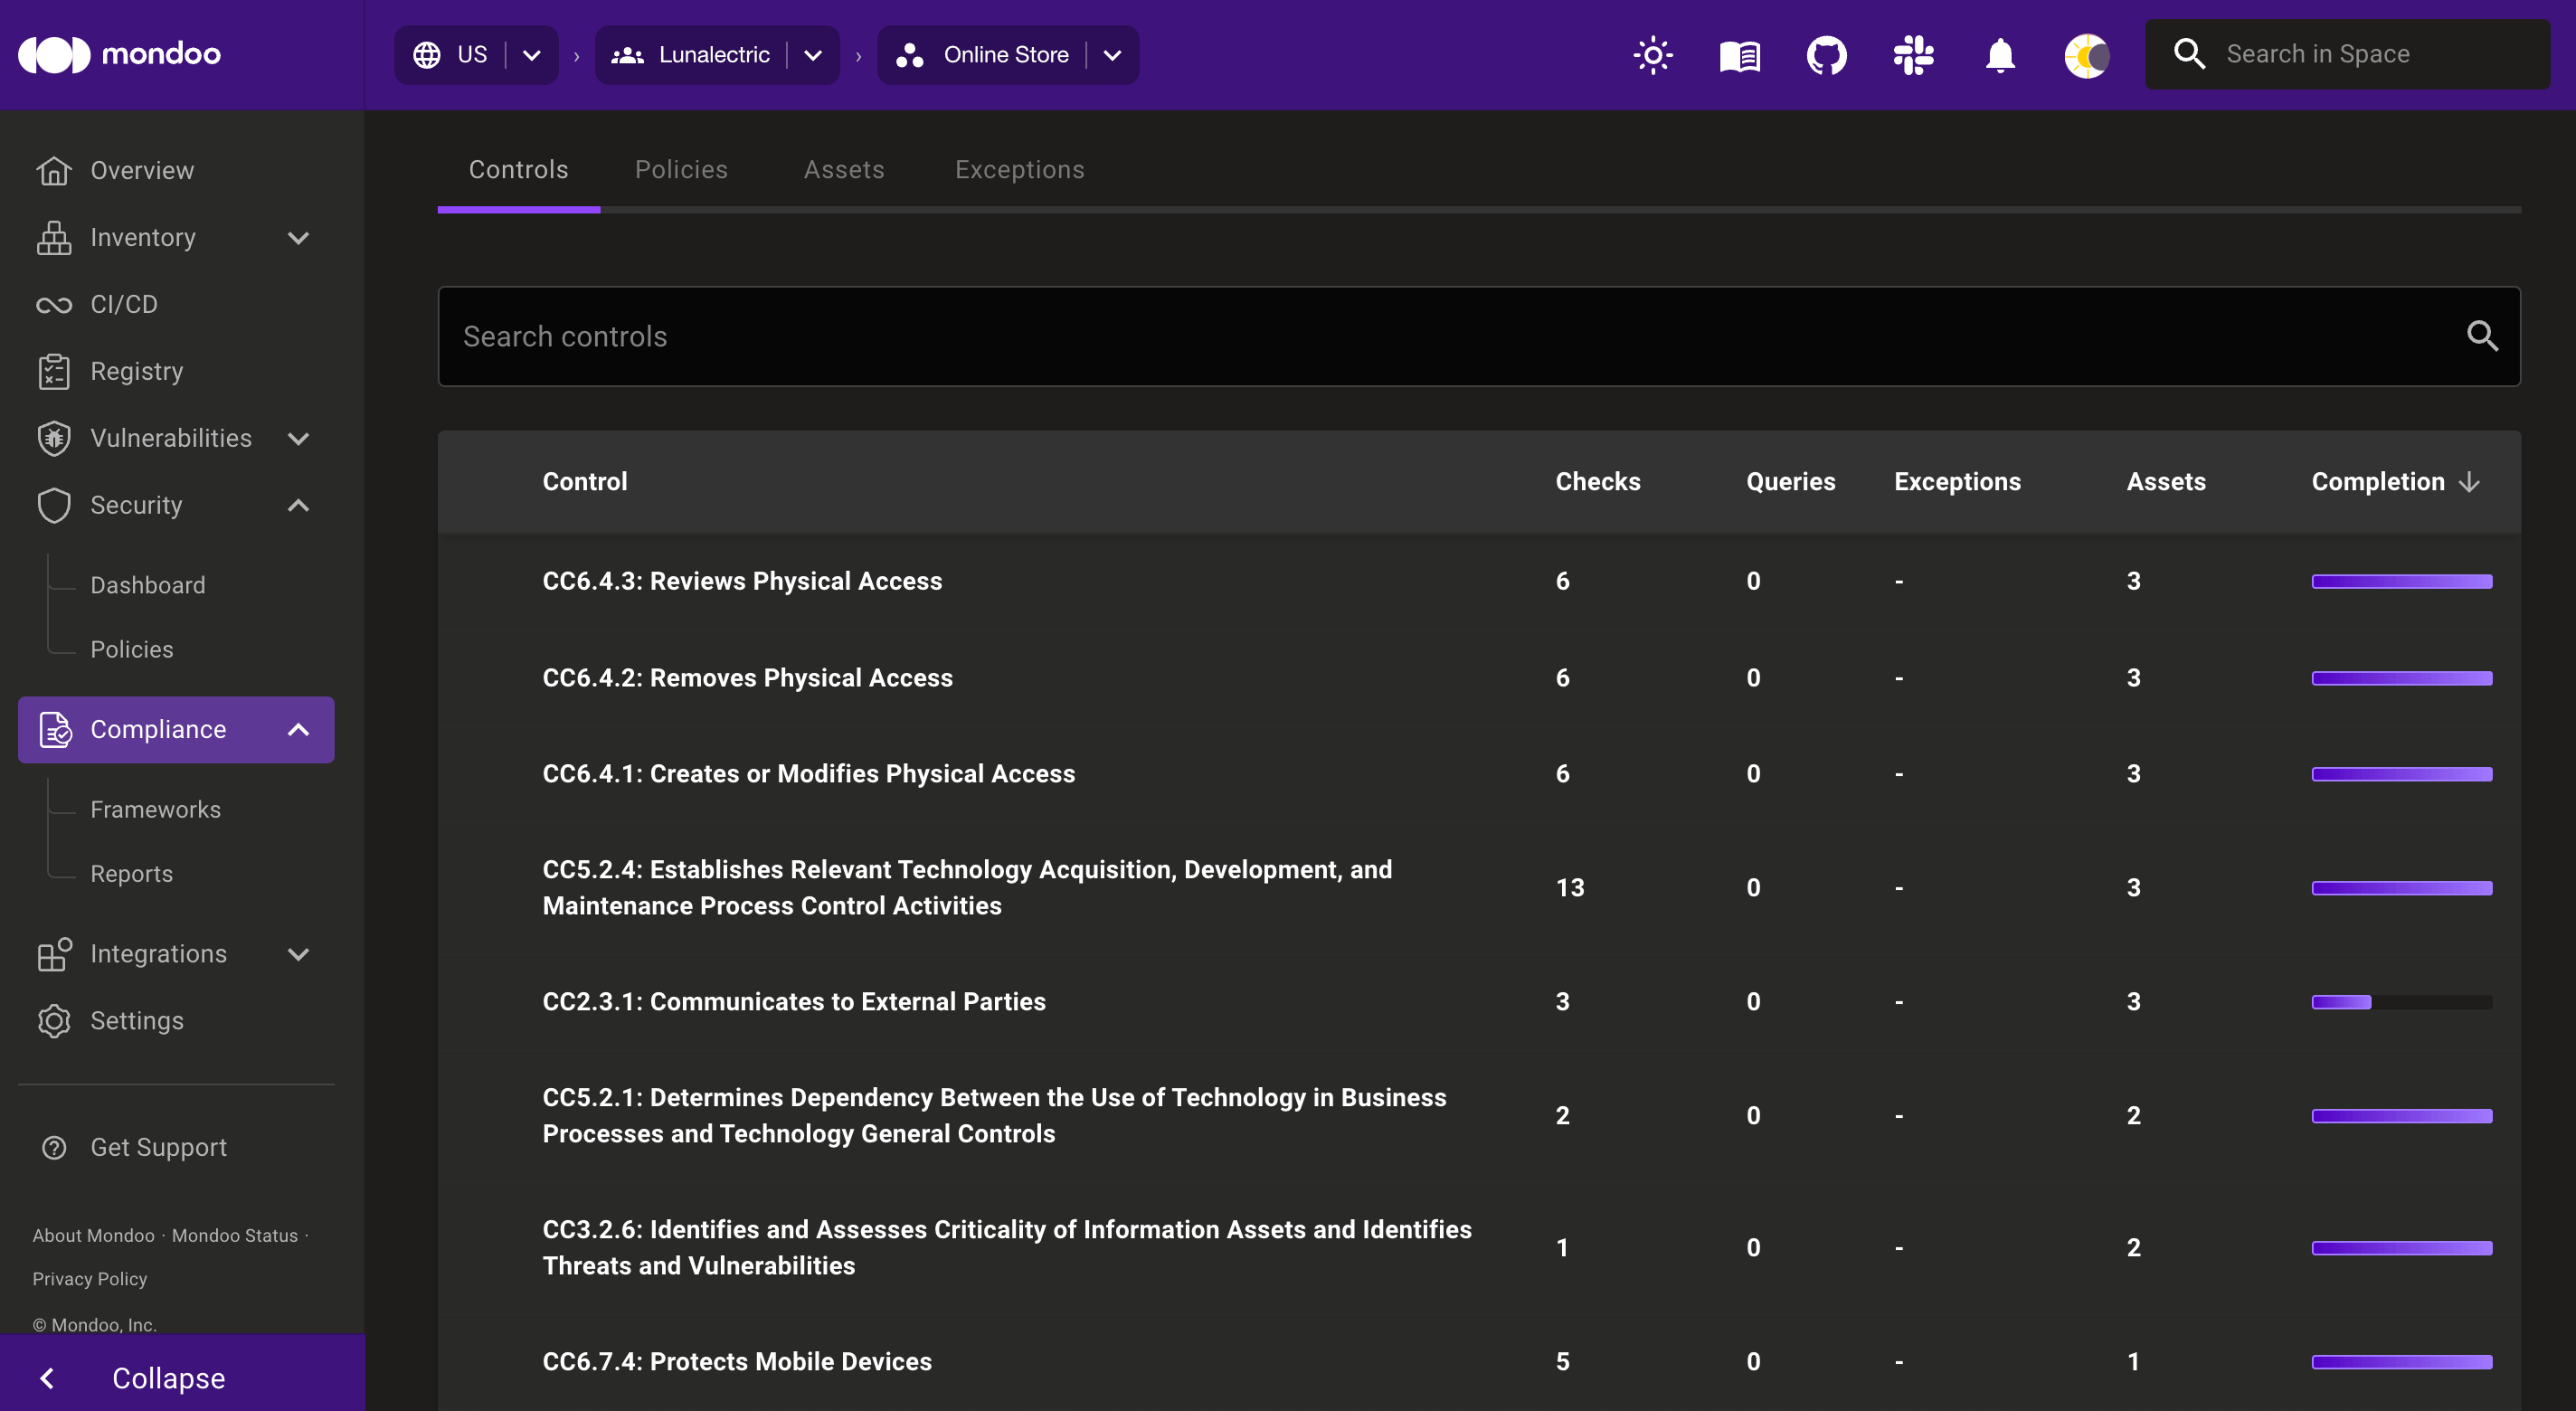 mondoo
US
Lunalectric
Online Store
Search in Space
Overview
Inventory
CI/CD
Registry
Vulnerabilities
Security
Dashboard
Policies
Compliance
Frameworks
Reports
Integrations
Settings
Get Support
About Mondoo · Mondoo Status ·
Privacy Policy
© Mondoo, Inc.
Collapse
Controls Policies Assets Exceptions
Search controls
Control Checks Queries Exceptions Assets Completion
CC6.4.3: Reviews Physical Access 6 0 - 3
CC6.4.2: Removes Physical Access 6 0 - 3
CC6.4.1: Creates or Modifies Physical Access 6 0 - 3
CC5.2.4: Establishes Relevant Technology Acquisition, Development, and
Maintenance Process Control Activities 13 0 - 3
CC2.3.1: Communicates to External Parties 3 0 - 3
CC5.2.1: Determines Dependency Between the Use of Technology in Business
Processes and Technology General Controls 2 0 - 2
CC3.2.6: Identifies and Assesses Criticality of Information Assets and Identifies
Threats and Vulnerabilities 1 0 - 2
CC6.7.4: Protects Mobile Devices 5 0 - 1